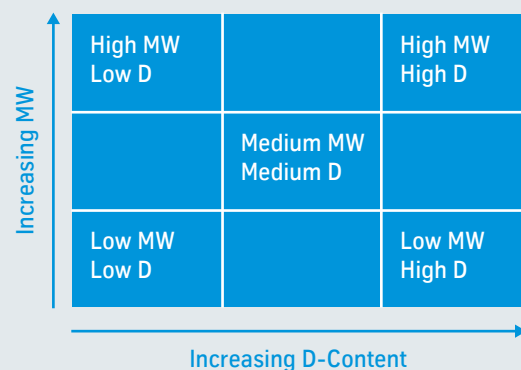 Increasing MW
High MW
Low D
High MW
High D
Medium MW
Medium D
Low MW
Low D
Low MW
High D
Increasing D-Content